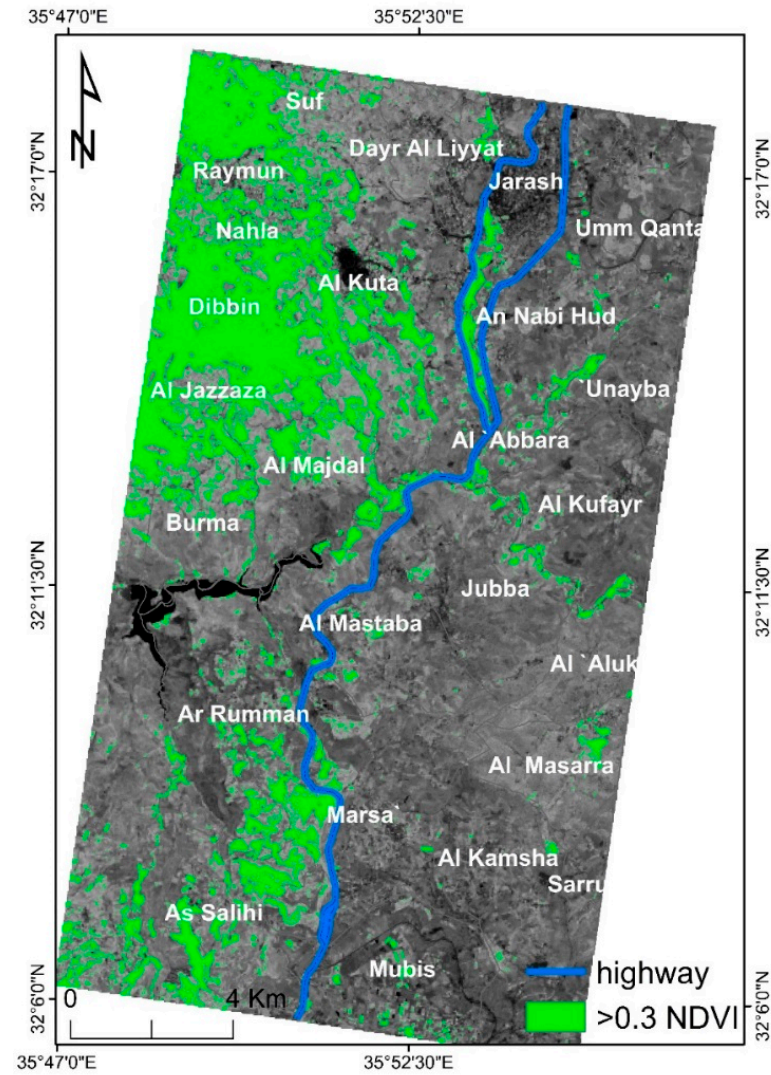 35°47'0"E
35°52'30"E
N
Suf
Dayr Al Liyyat
32°17'0"N
32°17'0"N
Raymun
Jarash
Nahla
Umm Qanta
Al Kuta
Dibbin
An Nabi Hud
Al Jazzaza
`Unayba
Al `Abbara
Al Majdal
Al Kufayr
Burma
32°11'30"N
32°11'30"N
Jubba
Al Mastaba
Al `Aluk
Ar Rumman
Al Masarra
Marsa`
Al Kamsha
Sarru
As Salihi
Mubis
highway
32°6'0"N
32°6'0"N
0
4 Km
>0.3 NDVI
35°47'0"E
35°52'30"E